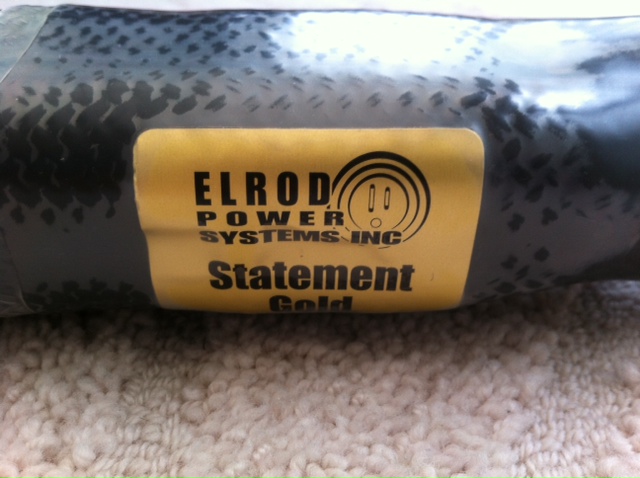 ELROD
POWER
SYSTEMS INC
Statement
Gold